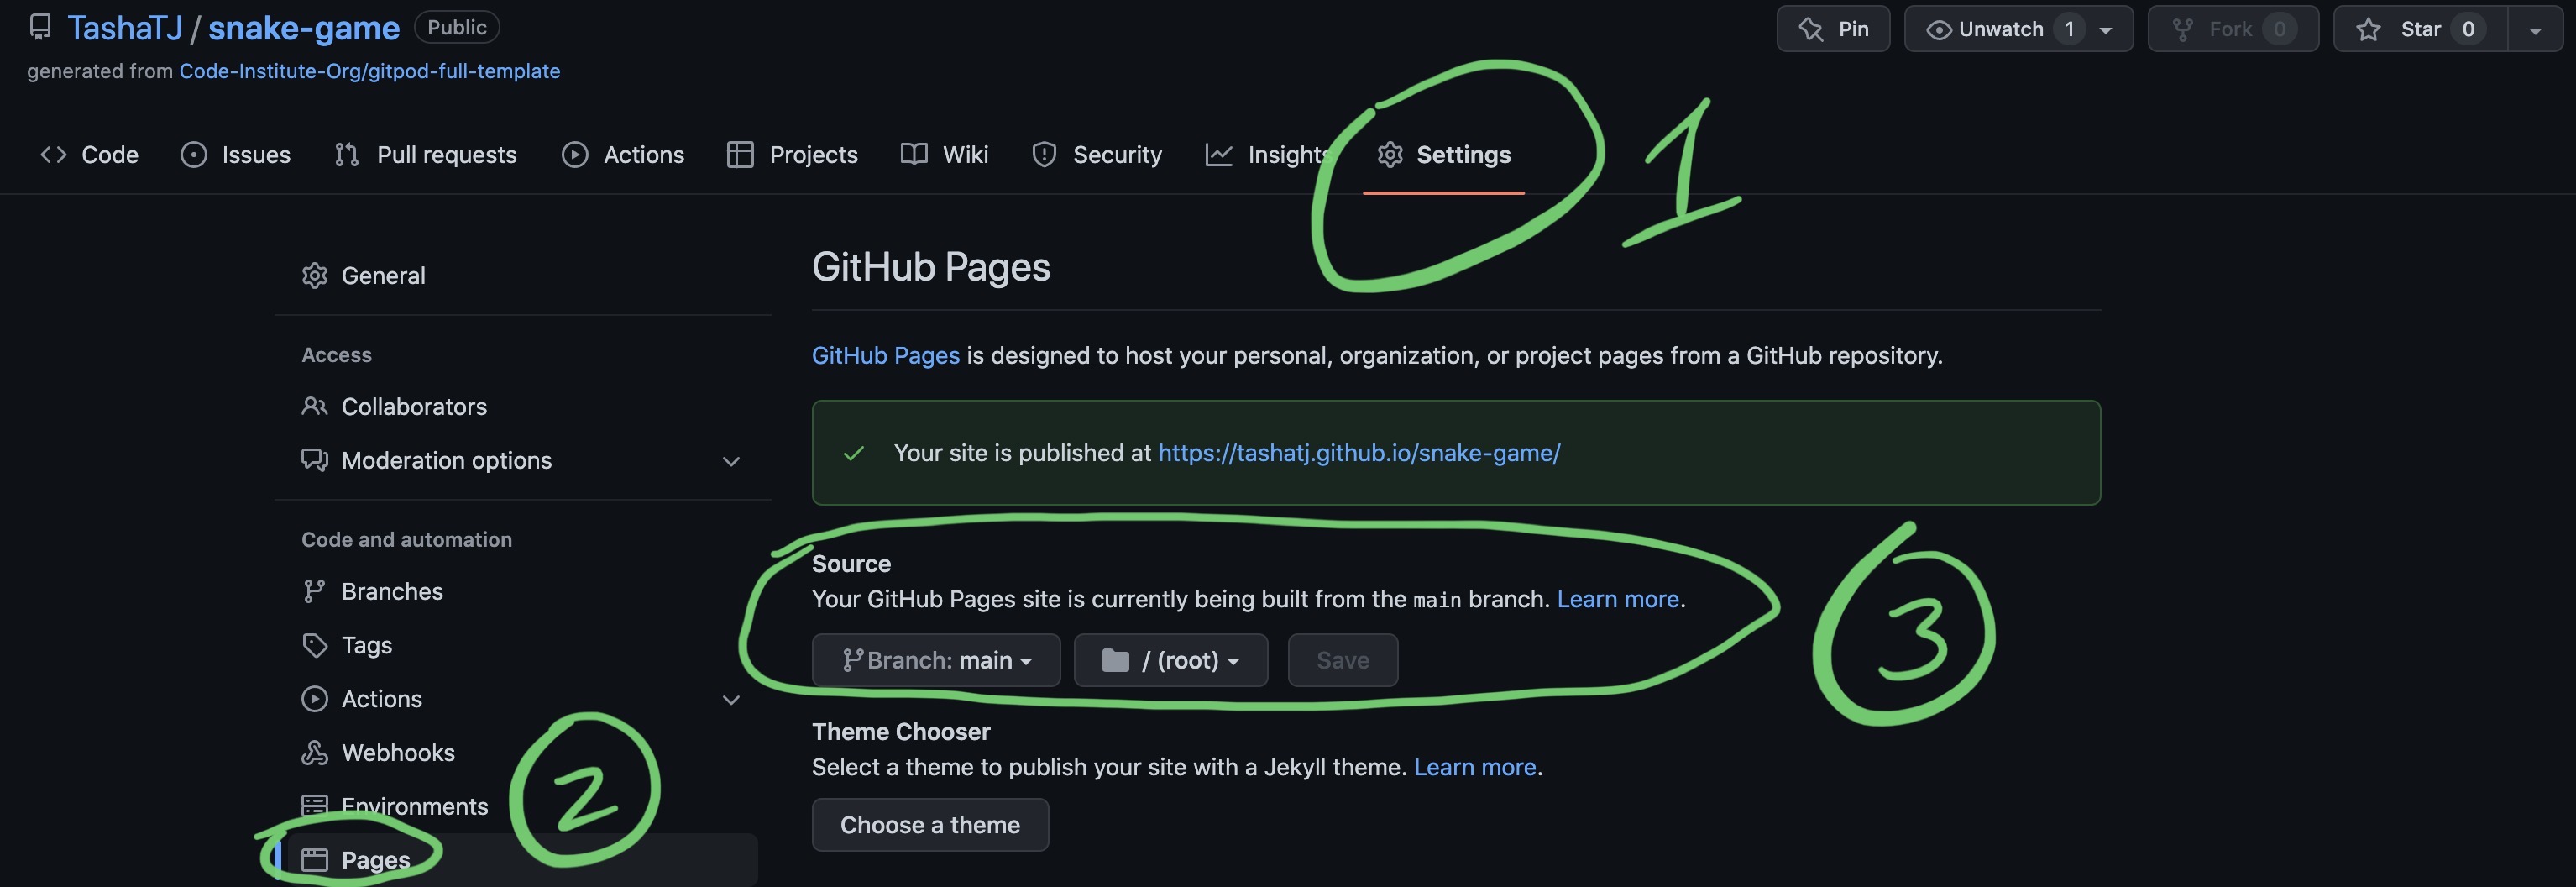 TashaTJ / snake-game Public
Pin Unwatch 1 Fork 0 Star 0
generated from Code-Institute-Org/gitpod-full-template
Code Issues Pull requests Actions Projects Wiki Security Insights Settings
1
General
Access
Collaborators
Moderation options
Code and automation
Branches
Tags
Actions
Webhooks
Environments
Pages
2
GitHub Pages
GitHub Pages is designed to host your personal, organization, or project pages from a GitHub repository.
Your site is published at https://tashatj.github.io/snake-game/
Source
Your GitHub Pages site is currently being built from the main branch. Learn more.
Branch: main / (root) Save
3
Theme Chooser
Select a theme to publish your site with a Jekyll theme. Learn more.
Choose a theme